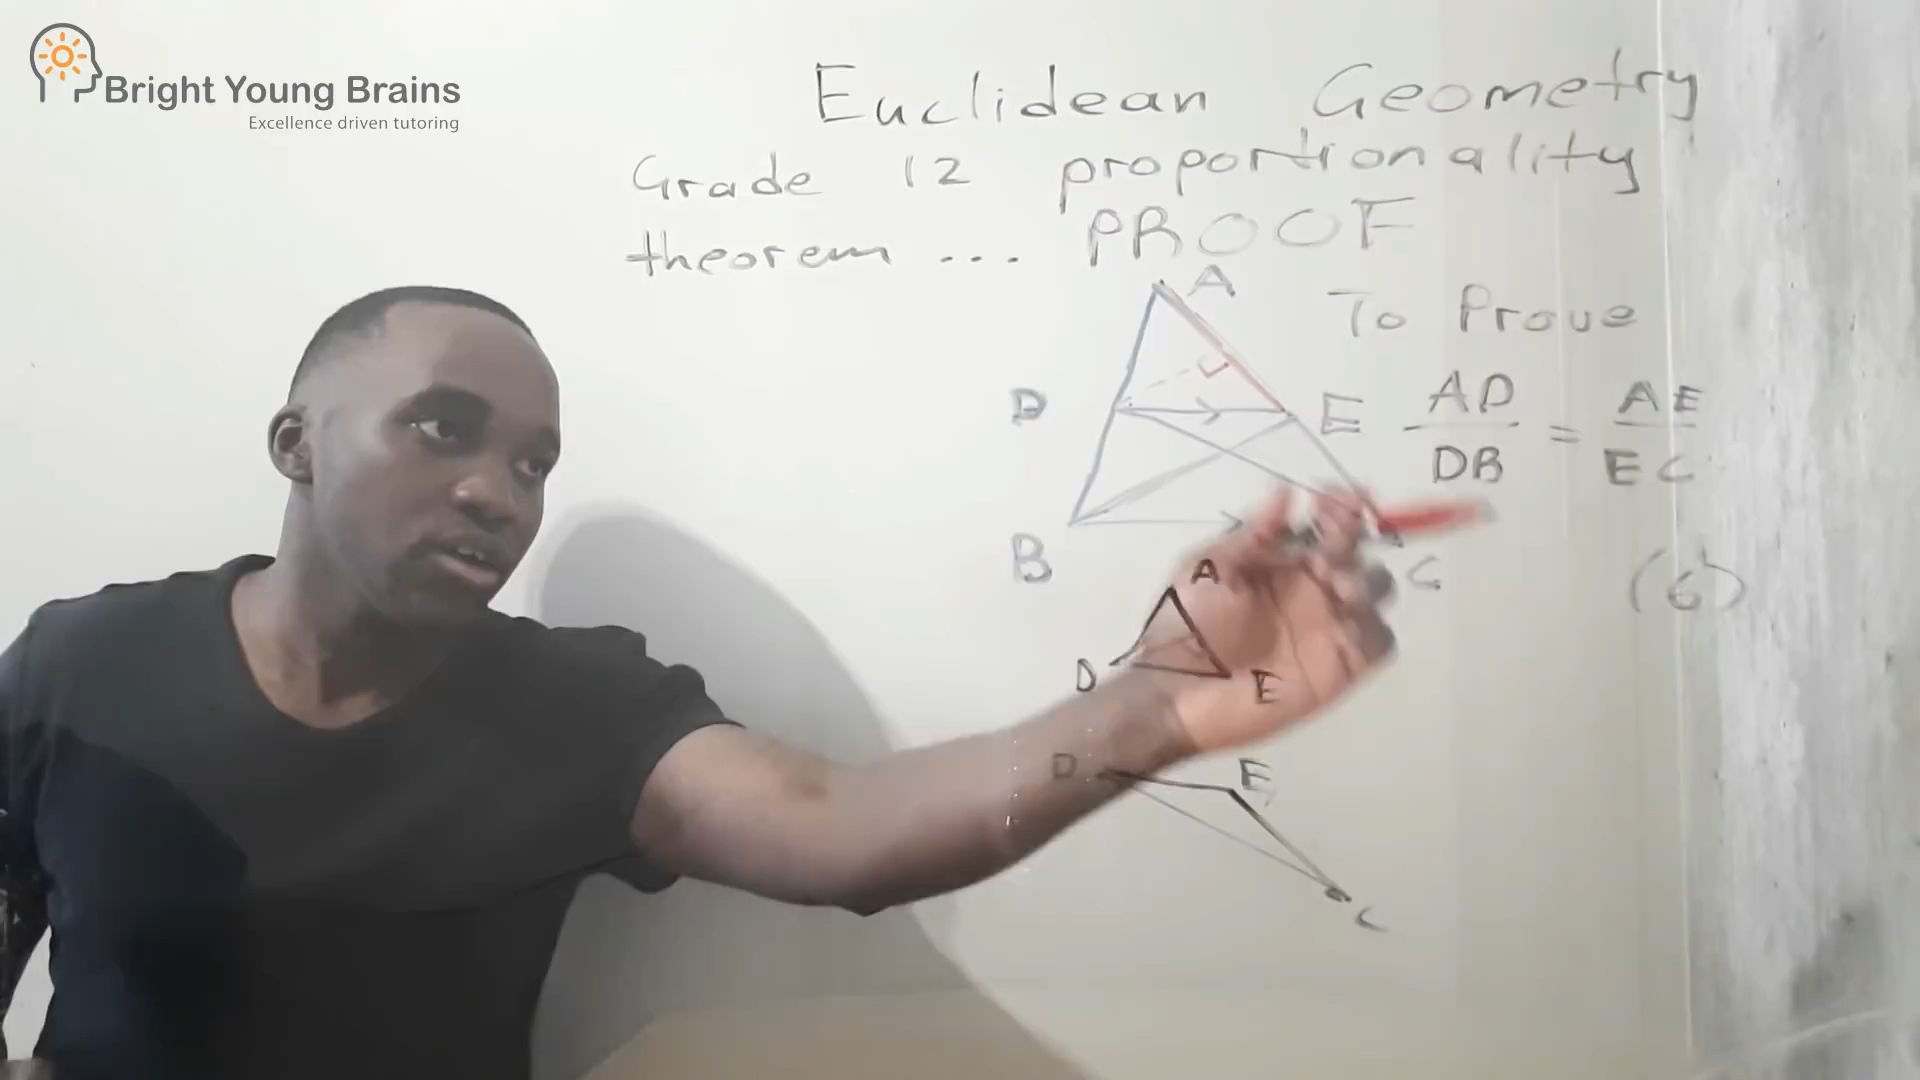 Bright Young Brains
Excellence driven tutoring
Euclidean Geometry
Grade 12 proportionality
theorem ... PROOF
A
To Prove
D
E
AD
DB
=
AE
EC
B
C
(6)
A
D
E
D
E
C